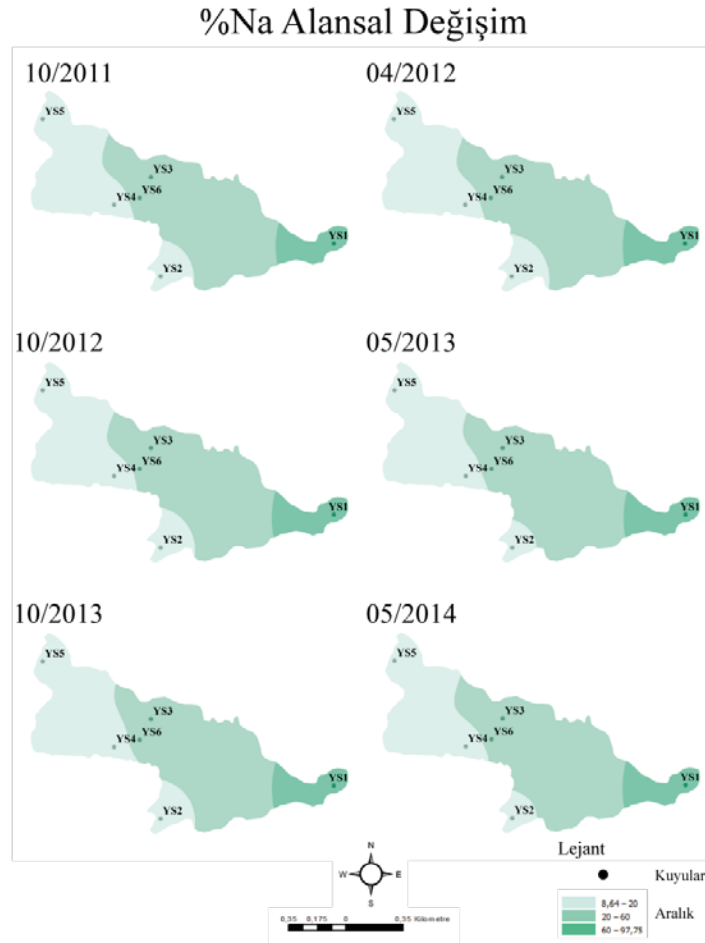 %Na Alansal Değişim
10/2011
04/2012
YS5
YS3
YS6
YS4
YS1
YS2
YS5
YS3
YS6
YS4
YS1
YS2
10/2012
05/2013
YS5
YS3
YS6
YS4
YS1
YS2
YS5
YS3
YS6
YS4
YS1
YS2
10/2013
05/2014
YS5
YS3
YS6
YS4
YS1
YS2
YS5
YS3
YS6
YS4
YS1
YS2
N
W E
S
Lejant
Kuyular
8,64 – 20
20 – 60
60 – 97,75
Aralık
0,35 0,175 0 0,35 Kilometre